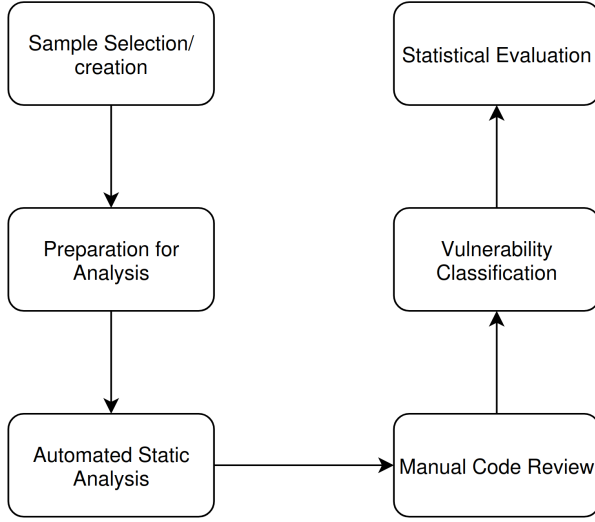 Sample Selection/
creation
Preparation for
Analysis
Automated Static
Analysis
Manual Code Review
Vulnerability
Classification
Statistical Evaluation